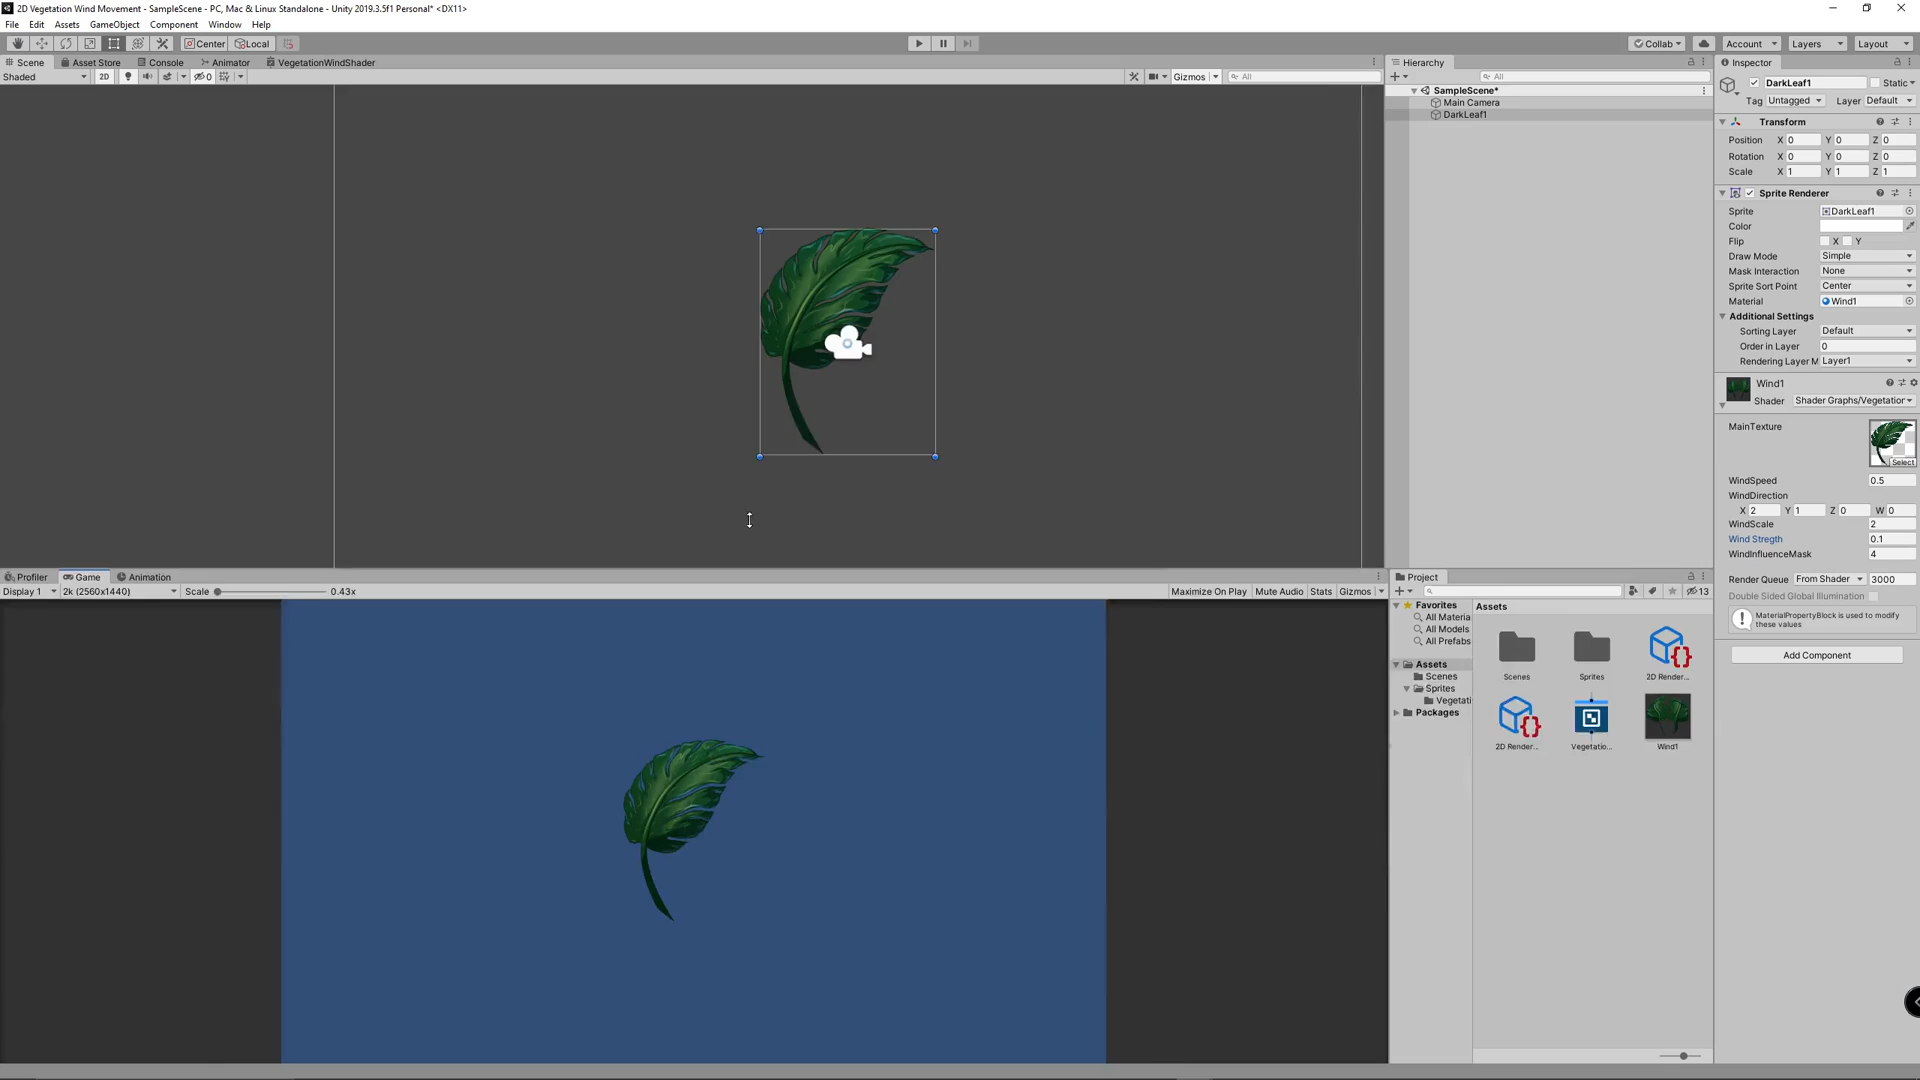 2D Vegetation Wind Movement - SampleScene - PC, Mac & Linux Standalone - Unity 2019.3.5f1 Personal* <DX11>
File Edit Assets GameObject Component Window Help
Center Local Collab Account Layers Layout
Scene Asset Store Console Animator VegetationWindShader
Shaded 2D 0 Gizmos All
Hierarchy
All
SampleScene*
Main Camera
DarkLeaf1
Inspector
DarkLeaf1 Static
Tag Untagged Layer Default
Transform
Position X 0 Y 0 Z 0
Rotation X 0 Y 0 Z 0
Scale X 1 Y 1 Z 1
Sprite Renderer
Sprite DarkLeaf1
Color
Flip X Y
Draw Mode Simple
Mask Interaction None
Sprite Sort Point Center
Material Wind1
Additional Settings
Sorting Layer Default
Order in Layer 0
Rendering Layer M Layer1
Wind1
Shader Shader Graphs/Vegetation
MainTexture
Select
WindSpeed 0.5
WindDirection
X 2 Y 1 Z 0 W 0
WindScale 2
Wind Stregth 0.1
WindInfluenceMask 4
Render Queue From Shader 3000
Double Sided Global Illumination
MaterialPropertyBlock is used to modify
these values
Add Component
Profiler Game Animation
Display 1 2k (2560x1440) Scale 0.43x Maximize On Play Mute Audio Stats Gizmos
Project
13
Favorites
All Materia
All Models
All Prefabs
Assets
Scenes
Sprites
Vegetati
Packages
Assets
Scenes Sprites 2D Render...
2D Render... Vegetatio... Wind1